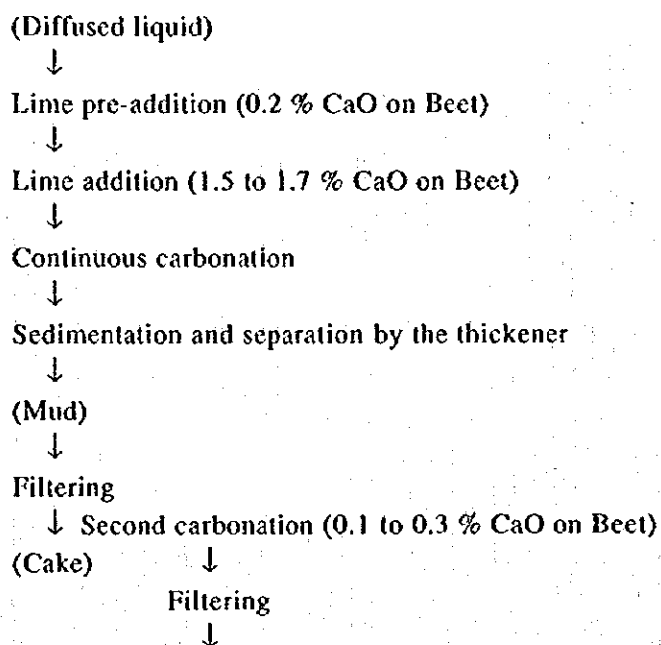 (Diffused liquid)
↓
Lime pre-addition (0.2 % CaO on Beet)
↓
Lime addition (1.5 to 1.7 % CaO on Beet)
↓
Continuous carbonation
↓
Sedimentation and separation by the thickener
↓
(Mud)
↓
Filtering
↓ Second carbonation (0.1 to 0.3 % CaO on Beet)
(Cake) ↓
Filtering
↓